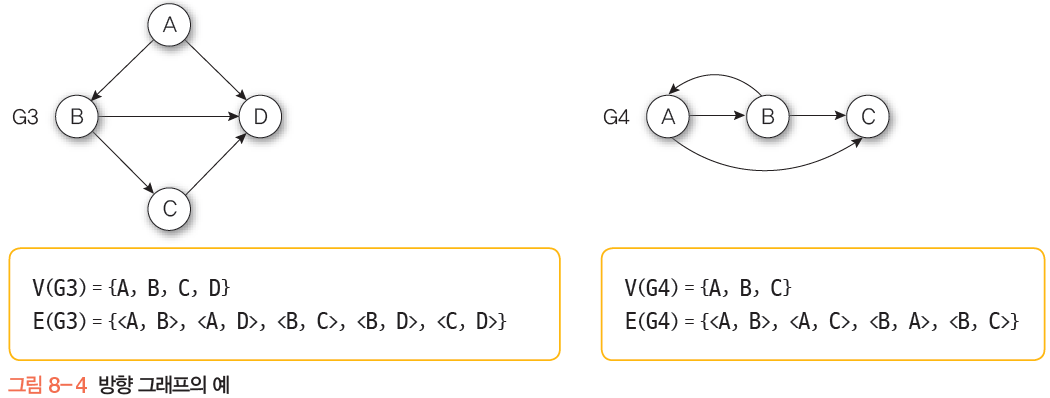 A
G3 B D
C
G4 A B C
V(G3) = {A, B, C, D}
E(G3) = {<A, B>, <A, D>, <B, C>, <B, D>, <C, D>}
V(G4) = {A, B, C}
E(G4) = {<A, B>, <A, C>, <B, A>, <B, C>}
그림 8-4 방향 그래프의 예